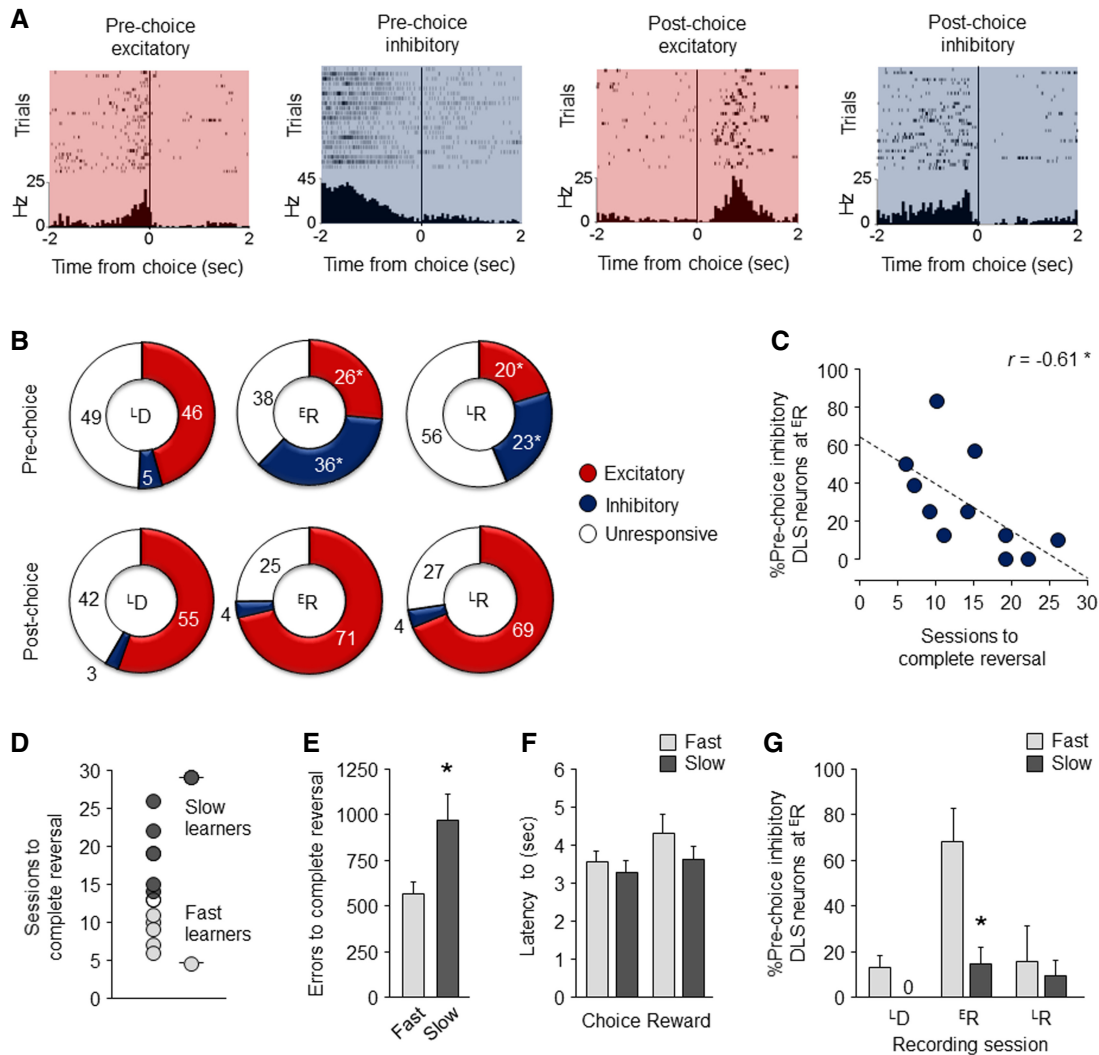 A
Pre-choice
excitatory
Pre-choice
inhibitory
Post-choice
excitatory
Post-choice
inhibitory
Trials
Trials
Trials
Trials
25
Hz
0
-2
0
2
Time from choice (sec)
45
Hz
0
-2
0
2
Time from choice (sec)
25
Hz
0
-2
0
2
Time from choice (sec)
25
Hz
0
-2
0
2
Time from choice (sec)
B
Pre-choice
49
ᴸD
46
5
38
ᴱR
26*
36*
56
ᴸR
20*
23*
Post-choice
42
ᴸD
55
3
25
ᴱR
71
4
27
ᴸR
69
4
Excitatory
Inhibitory
Unresponsive
C
r = -0.61 *
%Pre-choice inhibitory
DLS neurons at ᴱR
100
80
60
40
20
0
0 5 10 15 20 25 30
Sessions to
complete reversal
D
Sessions to
complete reversal
30
25
20
15
10
5
0
Slow
learners
Fast
learners
E
Errors to complete reversal
1250
1000
750
500
250
0
*
Fast
Slow
F
Fast
Slow
Latency to (sec)
6
5
4
3
2
1
0
Choice Reward
G
Fast
Slow
%Pre-choice inhibitory
DLS neurons at ᴱR
100
80
60
40
20
0
0
*
ᴸD ᴱR ᴸR
Recording session